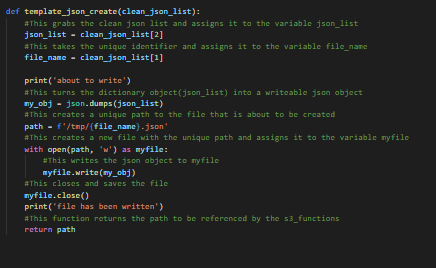 def template_json_create(clean_json_list):
    #This grabs the clean json list and assigns it to the variable json_list
    json_list = clean_json_list[2]
    #This takes the unique identifier and assigns it to the variable file_name
    file_name = clean_json_list[1]

    print('about to write')
    #This turns the dictionary object(json_list) into a writeable json object
    my_obj = json.dumps(json_list)
    #This creates a unique path to the file that is about to be created
    path = f'/tmp/{file_name}.json'
    #This creates a new file with the unique path and assigns it to the variable myfile
    with open(path, 'w') as myfile:
        #This writes the json object to myfile
        myfile.write(my_obj)
    #This closes and saves the file
    myfile.close()
    print('file has been written')
    #This function returns the path to be referenced by the s3_functions
    return path